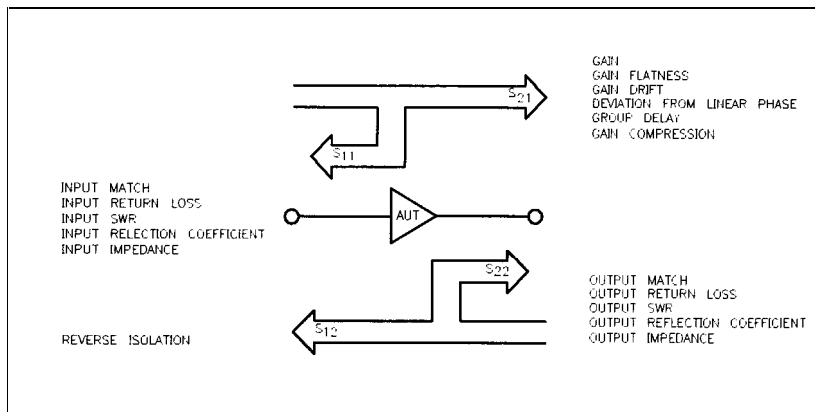 GAIN
GAIN FLATNESS
GAIN DRIFT
DEVIATION FROM LINEAR PHASE
GROUP DELAY
GAIN COMPRESSION
S21
S11
INPUT MATCH
INPUT RETURN LOSS
INPUT SWR
INPUT RELECTION COEFFICIENT
INPUT IMPEDANCE
AUT
S22
OUTPUT MATCH
OUTPUT RETURN LOSS
OUTPUT SWR
OUTPUT REFLECTION COEFFICIENT
OUTPUT IMPEDANCE
S12
REVERSE ISOLATION